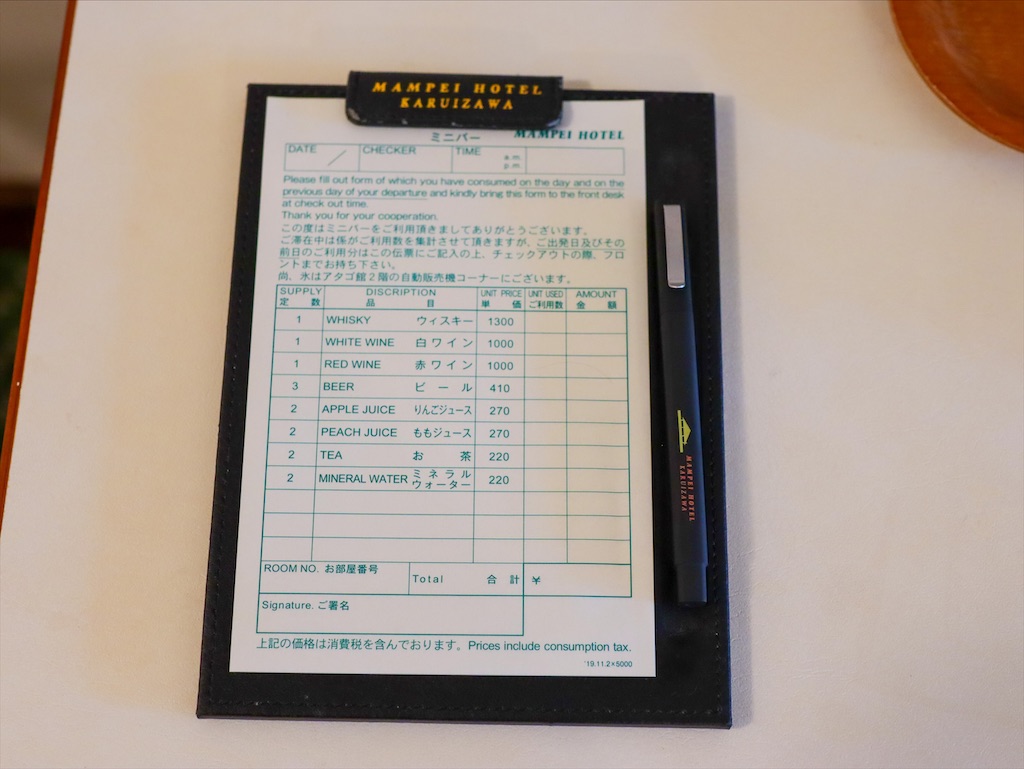 MAMPEI HOTEL
KARUIZAWA
ミニバー MAMPEI HOTEL
DATE / CHECKER TIME a.m.
p.m.
Please fill out form of which you have consumed on the day and on the
previous day of your departure and kindly bring this form to the front desk
at check out time.
Thank you for your cooperation.
この度はミニバーをご利用頂きましてありがとうございます。
ご滞在中は係がご利用数を集計させて頂きますが、ご出発日及びその
前日のご利用分はこの伝票にご記入の上、チェックアウトの際、フロ
ントまでお持ち下さい。
尚、氷はアタゴ館2階の自動販売機コーナーにございます。
SUPPLY DISCRIPTION UNIT PRICE UNIT USED AMOUNT
定 数 品 目 単 価 ご利用数 金 額
1 WHISKY ウィスキー 1300
1 WHITE WINE 白ワイン 1000
1 RED WINE 赤ワイン 1000
3 BEER ビール 410
2 APPLE JUICE りんごジュース 270
2 PEACH JUICE ももジュース 270
2 TEA お茶 220
2 MINERAL WATER ミネラル
ウォーター 220
ROOM NO. お部屋番号 Total 合 計 ¥
Signature. ご署名
上記の価格は消費税を含んでおります。Prices include consumption tax.
'19.11.2×5000
MAMPEI HOTEL
KARUIZAWA